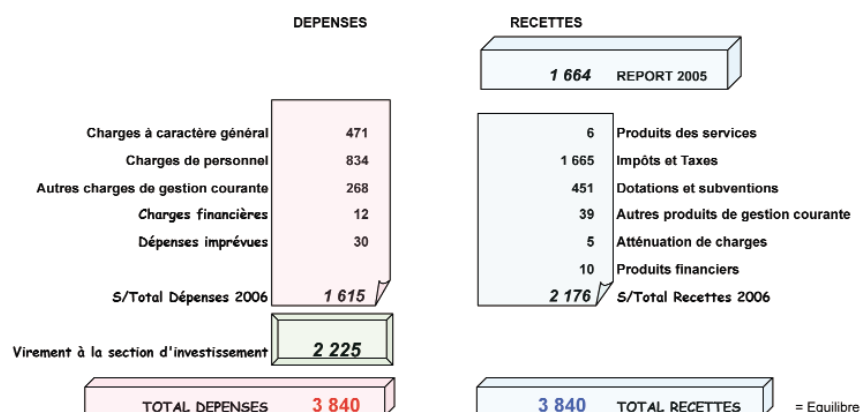 DEPENSES RECETTES
1 664 REPORT 2005
Charges à caractère général 471 6 Produits des services
Charges de personnel 834 1 665 Impôts et Taxes
Autres charges de gestion courante 268 451 Dotations et subventions
Charges financières 12 39 Autres produits de gestion courante
Dépenses imprévues 30 5 Atténuation de charges
10 Produits financiers
S/Total Dépenses 2006 1 615 2 176 S/Total Recettes 2006
Virement à la section d'investissement 2 225
TOTAL DEPENSES 3 840 3 840 TOTAL RECETTES = Equilibre